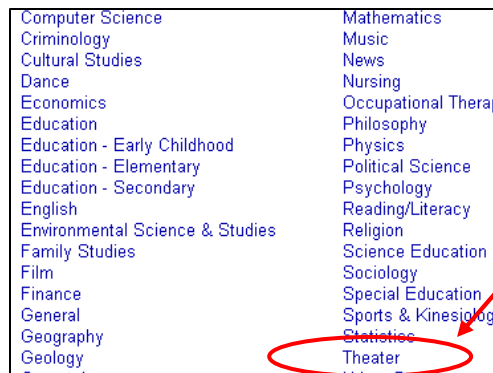 Computer Science
Criminology
Cultural Studies
Dance
Economics
Education
Education - Early Childhood
Education - Elementary
Education - Secondary
English
Environmental Science & Studies
Family Studies
Film
Finance
General
Geography
Geology
Mathematics
Music
News
Nursing
Occupational Therap
Philosophy
Physics
Political Science
Psychology
Reading/Literacy
Religion
Science Education
Sociology
Special Education
Sports & Kinesiolog
Statistics
Theater